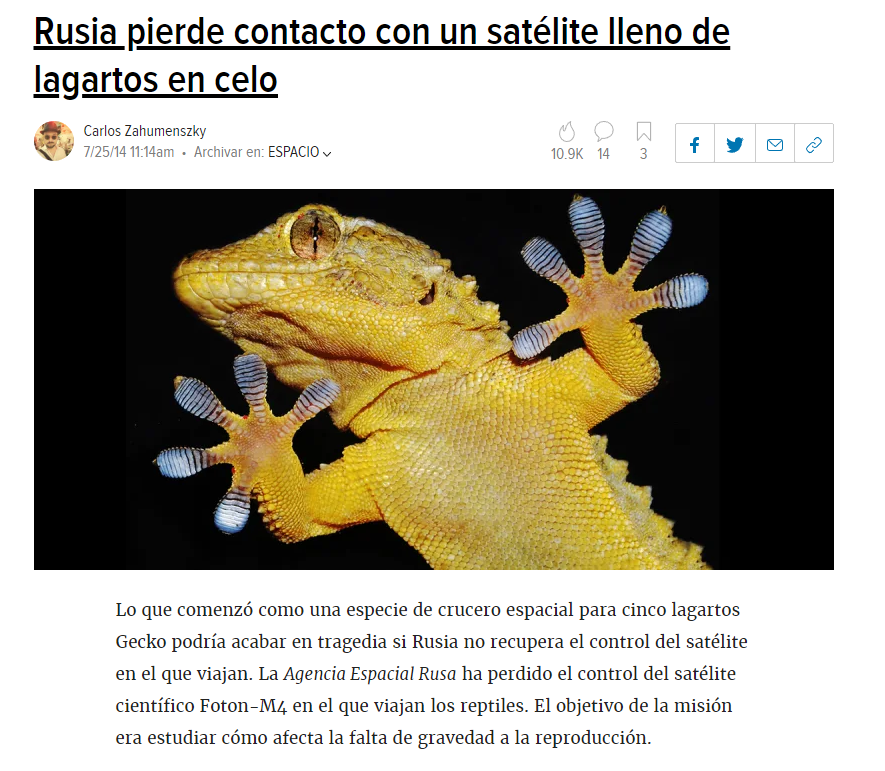 Rusia pierde contacto con un satélite lleno de
lagartos en celo
Carlos Zahumenszky
7/25/14 11:14am • Archivar en: ESPACIO
10.9K 14 3
Lo que comenzó como una especie de crucero espacial para cinco lagartos
Gecko podría acabar en tragedia si Rusia no recupera el control del satélite
en el que viajan. La Agencia Espacial Rusa ha perdido el control del satélite
científico Foton-M4 en el que viajan los reptiles. El objetivo de la misión
era estudiar cómo afecta la falta de gravedad a la reproducción.